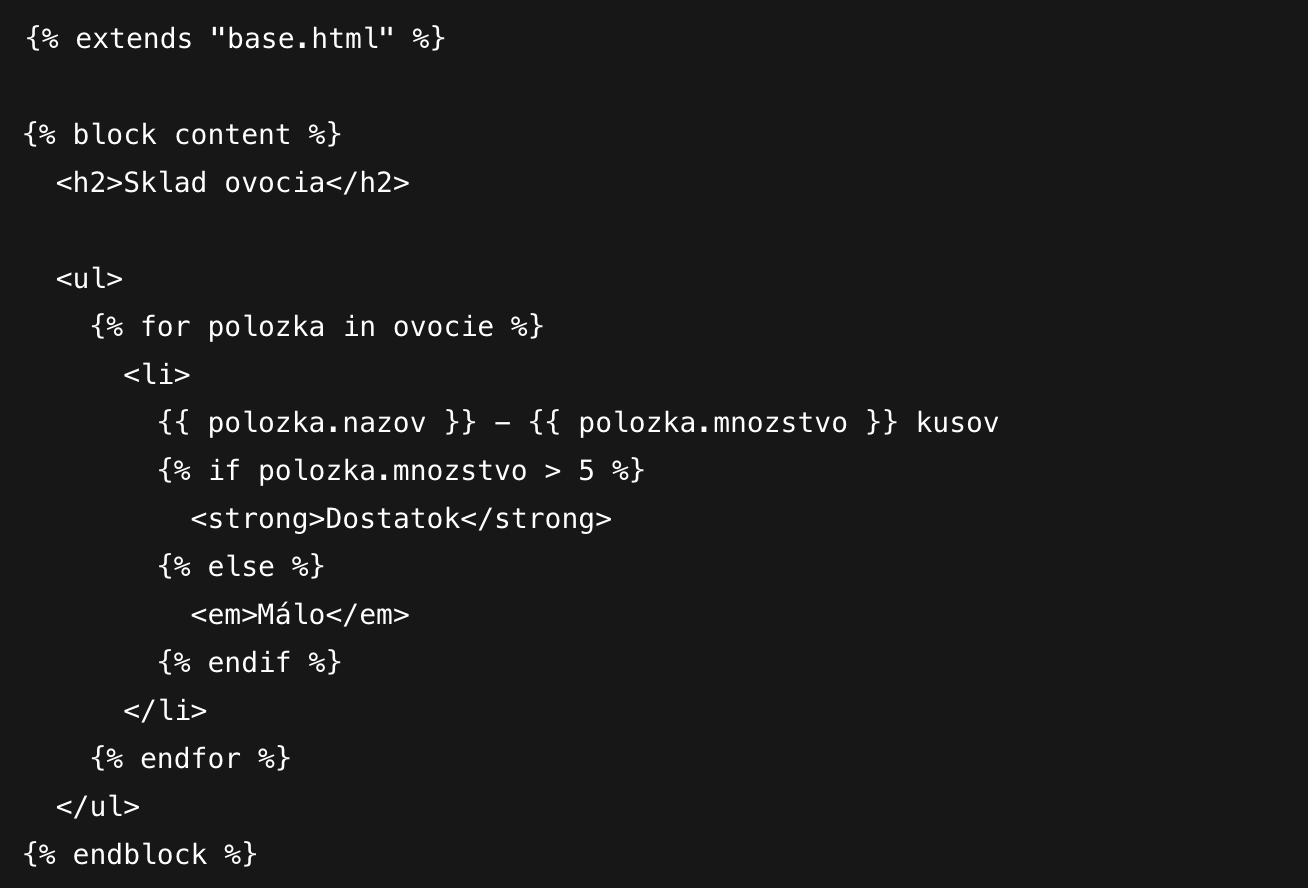 {% extends "base.html" %}

{% block content %}
  <h2>Sklad ovocia</h2>

  <ul>
    {% for polozka in ovocie %}
      <li>
        {{ polozka.nazov }} – {{ polozka.mnozstvo }} kusov
        {% if polozka.mnozstvo > 5 %}
          <strong>Dostatok</strong>
        {% else %}
          <em>Málo</em>
        {% endif %}
      </li>
    {% endfor %}
  </ul>
{% endblock %}